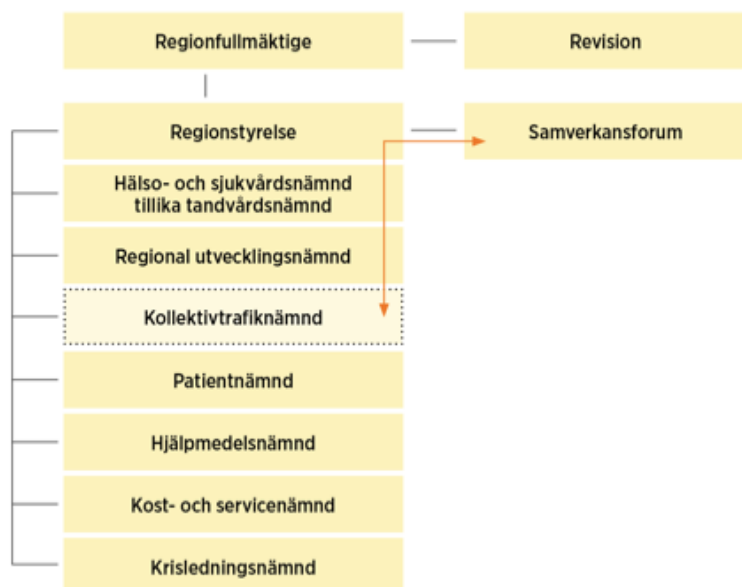 Regionfullmäktige
Revision
Regionstyrelse
Samverkansforum
Hälso- och sjukvårdsnämnd
tillika tandvårdsnämnd
Regional utvecklingsnämnd
Kollektivtrafiknämnd
Patientnämnd
Hjälpmedelsnämnd
Kost- och servicenämnd
Krisledningsnämnd